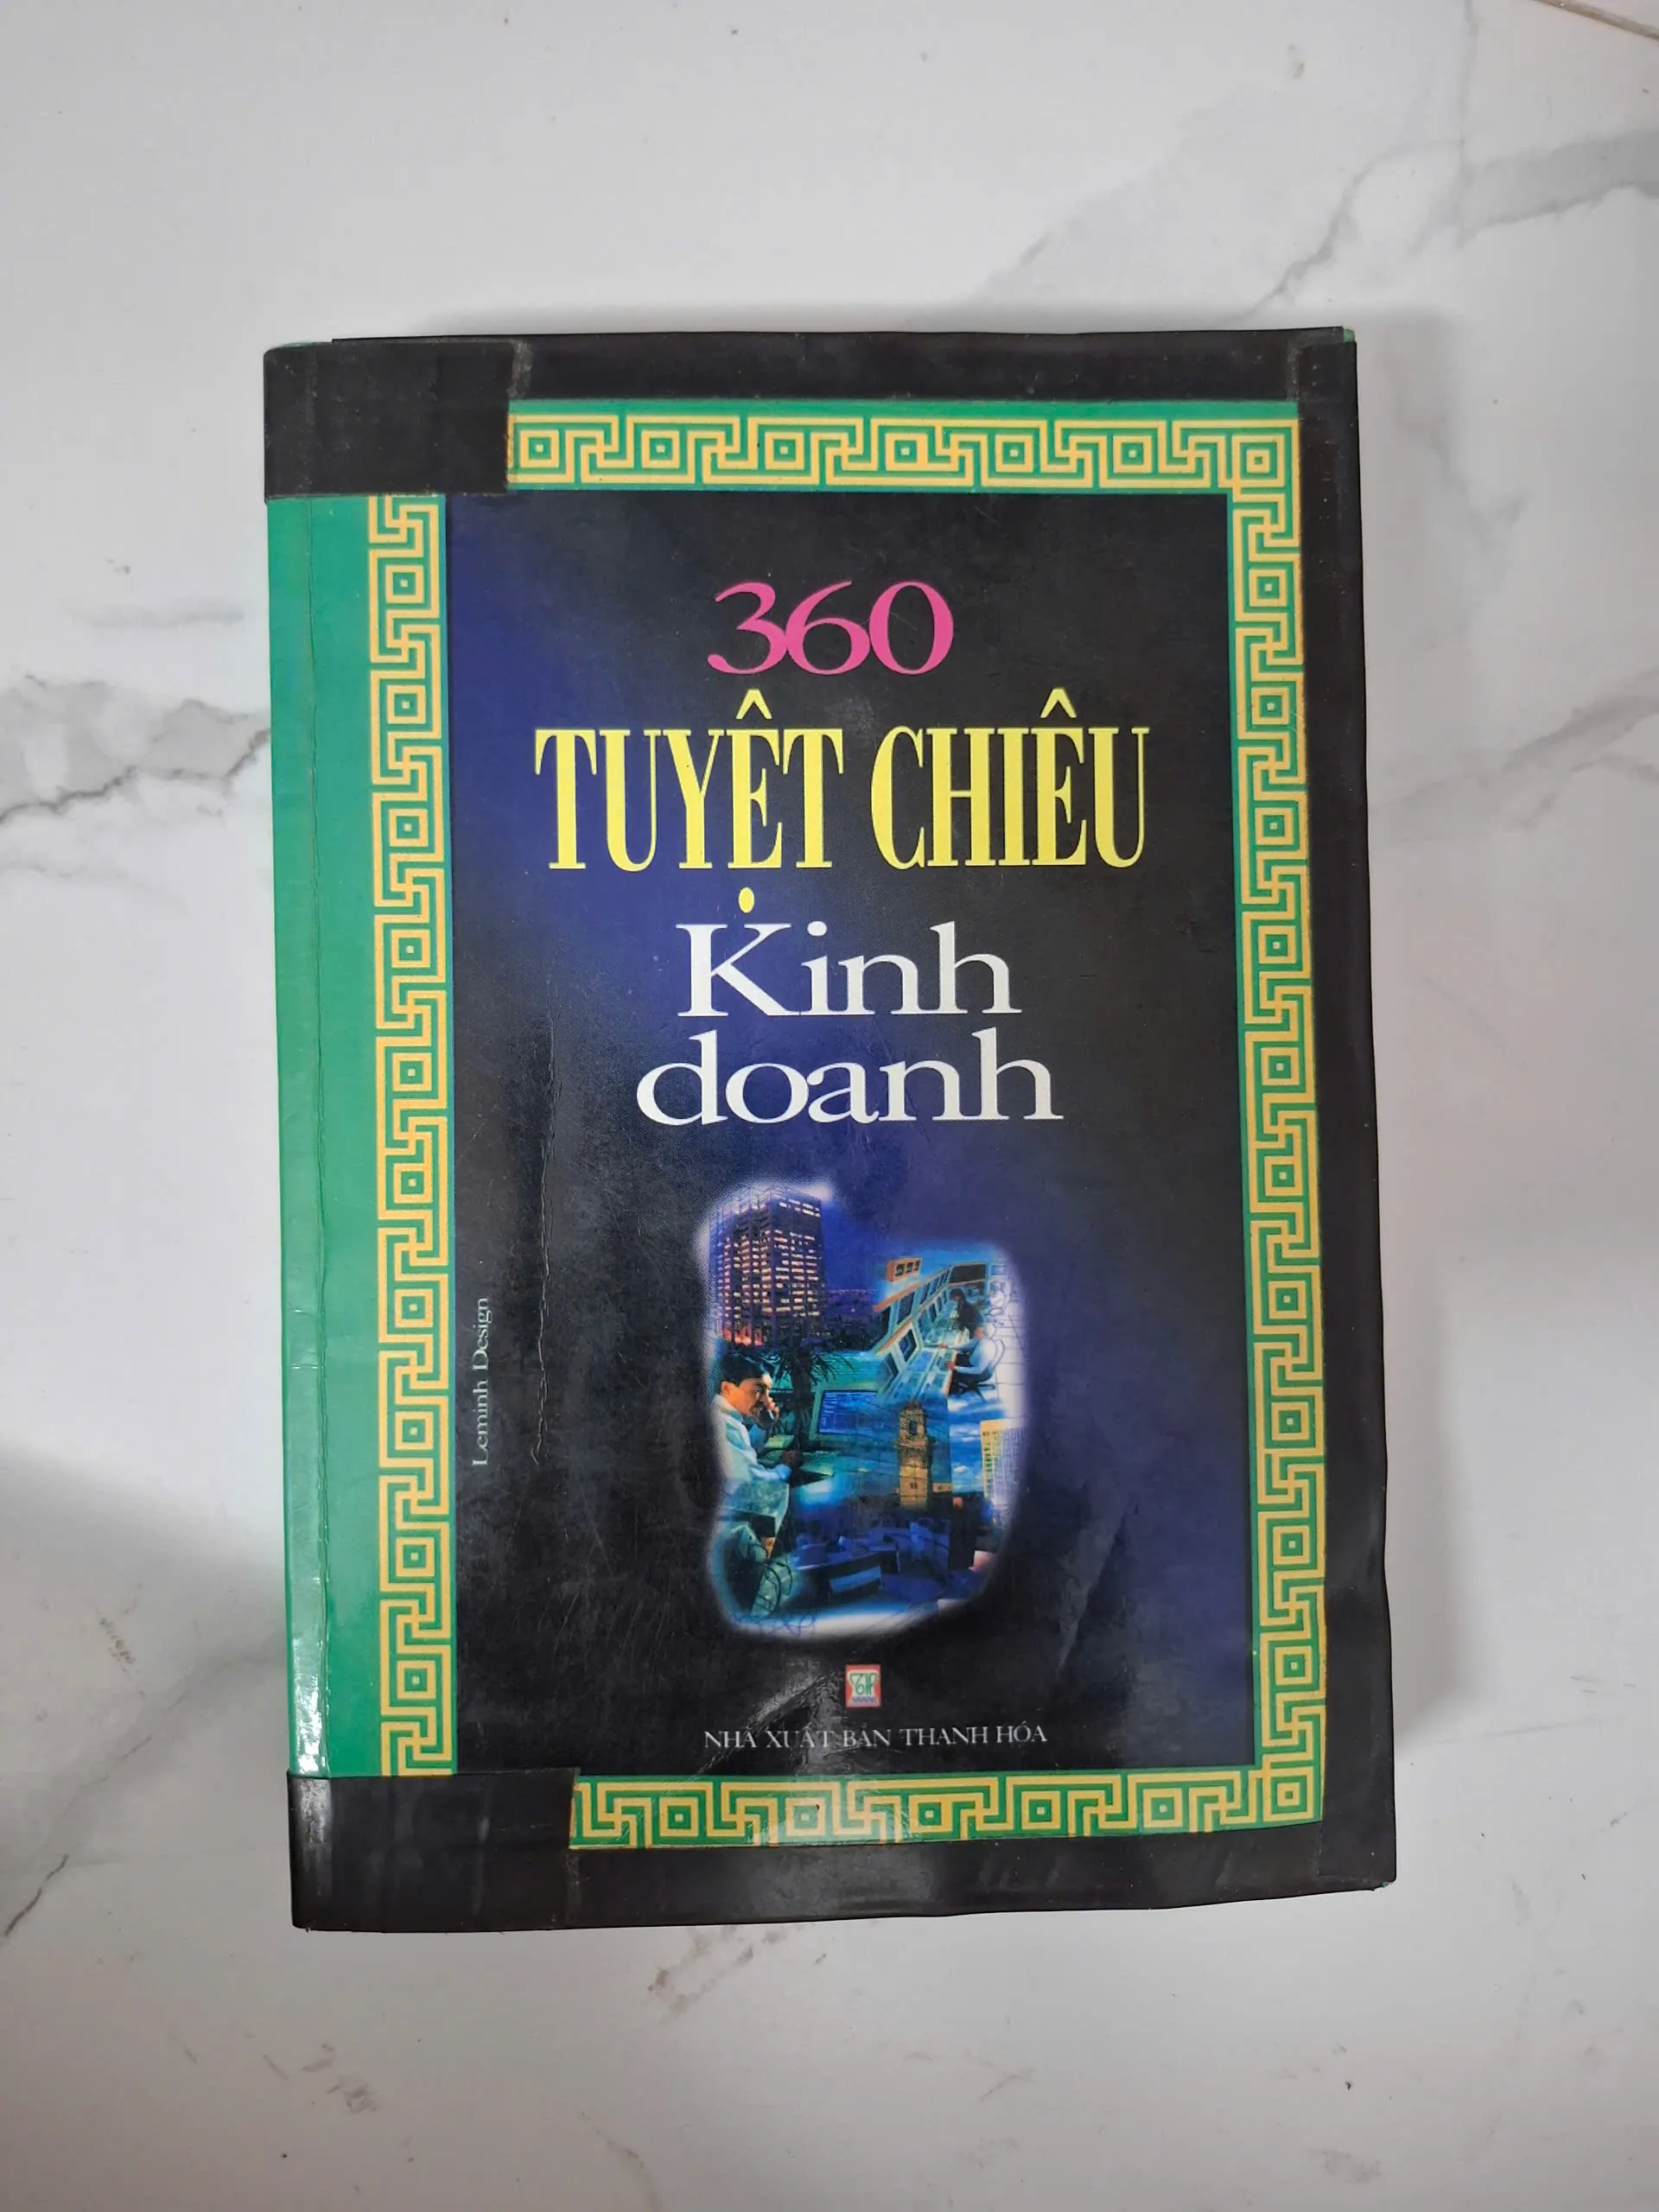 360
TUYỆT CHIÊU
Kinh
doanh
Leminh Design
NHÀ XUẤT BẢN THANH HÓA